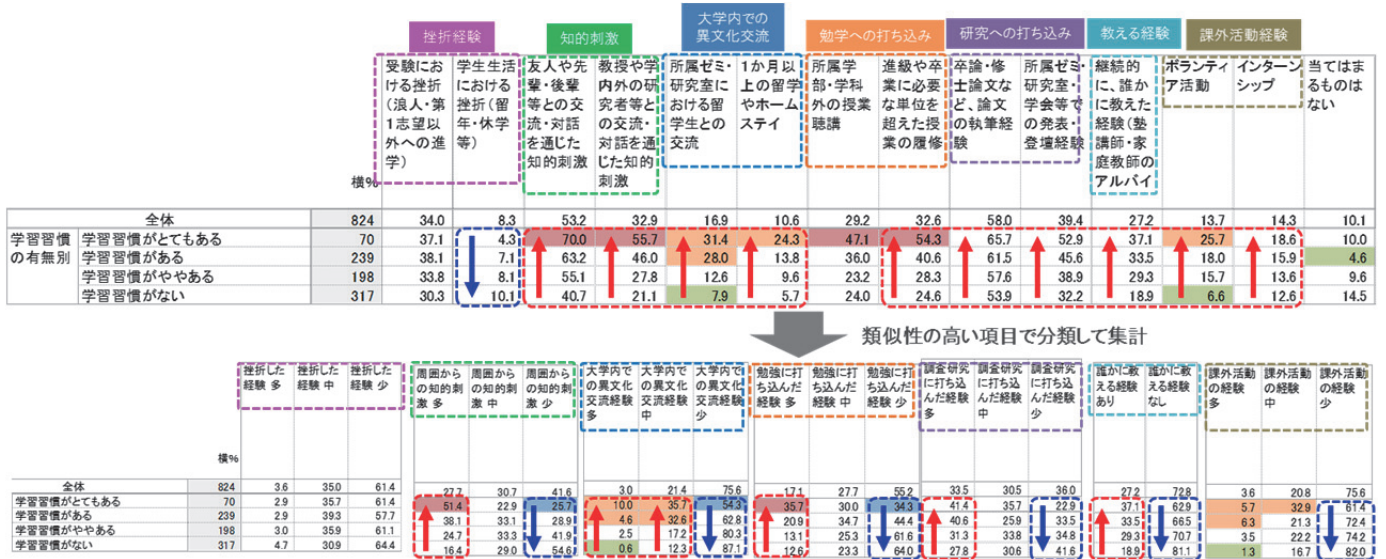 挫折経験
知的刺激
大学内での
異文化交流
勉学への打ち込み
研究への打ち込み
教える経験
課外活動経験
受験にお
ける挫折
(浪人・第
1志望以
外への進
学)
学生生活
における
挫折(留
年・休学
等)
友人や先
輩・後輩
等との交
流・対話
を通じた
知的刺激
教授や学
内外の研
究者等と
の交流・
対話を通
じた知的
刺激
所属ゼミ・
研究室に
おける留
学生との
交流
1か月以
上の留学
やホーム
ステイ
所属学
部・学科
外の授業
聴講
進級や卒
業に必要
な単位を
超えた授
業の履修
卒論・修
士論文な
ど、論文
の執筆経
験
所属ゼミ・
研究室・
学会等で
の発表・
登壇経験
継続的
に、誰か
に教えた
経験(塾
講師・家
庭教師の
アルバイ
ボランティ
ア活動
インターン
シップ
当てはま
るものは
ない
横%
全体 824 34.0 8.3 53.2 32.9 16.9 10.6 29.2 32.6 58.0 39.4 27.2 13.7 14.3 10.1
学習習慣
の有無別
学習習慣がとてもある 70 37.1 4.3 70.0 55.7 31.4 24.3 47.1 54.3 65.7 52.9 37.1 25.7 18.6 10.0
学習習慣がある 239 38.1 7.1 63.2 46.0 28.0 13.8 36.0 40.6 61.5 45.6 33.5 18.0 15.9 4.6
学習習慣がややある 198 33.8 8.1 55.1 27.8 12.6 9.6 23.2 28.3 57.6 38.9 29.3 15.7 13.6 9.6
学習習慣がない 317 30.3 10.1 40.7 21.1 7.9 5.7 24.0 24.6 53.9 32.2 18.9 6.6 12.6 14.5
類似性の高い項目で分類して集計
挫折した
経験 多
挫折した
経験 中
挫折した
経験 少
周囲から
の知的刺
激 多
周囲から
の知的刺
激 中
周囲から
の知的刺
激 少
大学内で
の異文化
交流経験
多
大学内で
の異文化
交流経験
中
大学内で
の異文化
交流経験
少
勉強に打
ち込んだ
経験 多
勉強に打
ち込んだ
経験 中
勉強に打
ち込んだ
経験 少
調査研究
に打ち込
んだ経験
多
調査研究
に打ち込
んだ経験
中
調査研究
に打ち込
んだ経験
少
誰かに教
える経験
あり
誰かに教
える経験
なし
課外活動
の経験
多
課外活動
の経験
中
課外活動
の経験
少
横%
全体 824 3.6 35.0 61.4 27.7 30.7 41.6 3.0 21.4 75.6 17.1 27.7 55.2 33.5 30.5 36.0 27.2 72.8 3.6 20.8 75.6
学習習慣がとてもある 70 2.9 35.7 61.4 51.4 22.9 25.7 10.0 35.7 54.3 35.7 30.0 34.3 41.4 35.7 22.9 37.1 62.9 5.7 32.9 61.4
学習習慣がある 239 2.9 39.3 57.7 38.1 33.1 28.9 4.6 32.6 62.8 20.9 34.7 44.4 40.6 25.9 33.5 33.5 66.5 6.3 21.3 72.4
学習習慣がややある 198 3.0 35.9 61.1 24.7 33.3 41.9 2.5 17.2 80.3 13.1 25.3 61.6 31.3 33.8 34.8 29.3 70.7 3.5 22.2 74.2
学習習慣がない 317 4.7 30.9 64.4 16.4 29.0 54.6 0.6 12.3 87.1 12.6 23.3 64.0 27.8 30.6 41.6 18.9 81.1 1.3 24.3 74.4